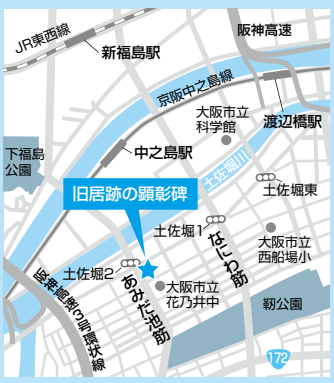 JR東西線
新福島駅
阪神高速
京阪中之島線
大阪市立
科学館
渡辺橋駅
下福島
公園
中之島駅
土佐堀川
土佐堀東
旧居跡の顕彰碑
土佐堀1
なにわ筋
大阪市立
西船場小
土佐堀2
あみだ池筋
大阪市立
花乃井中
阪神高速3号環状線
靭公園
172